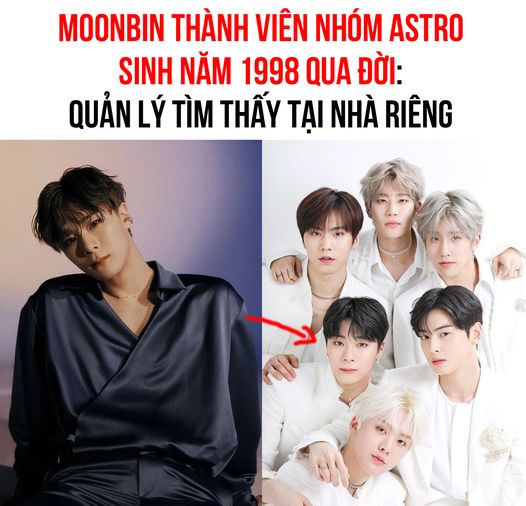 MOONBIN THÀNH VIÊN NHÓM ASTRO
SINH NĂM 1998 QUA ĐỜI:
QUẢN LÝ TÌM THẤY TẠI NHÀ RIÊNG